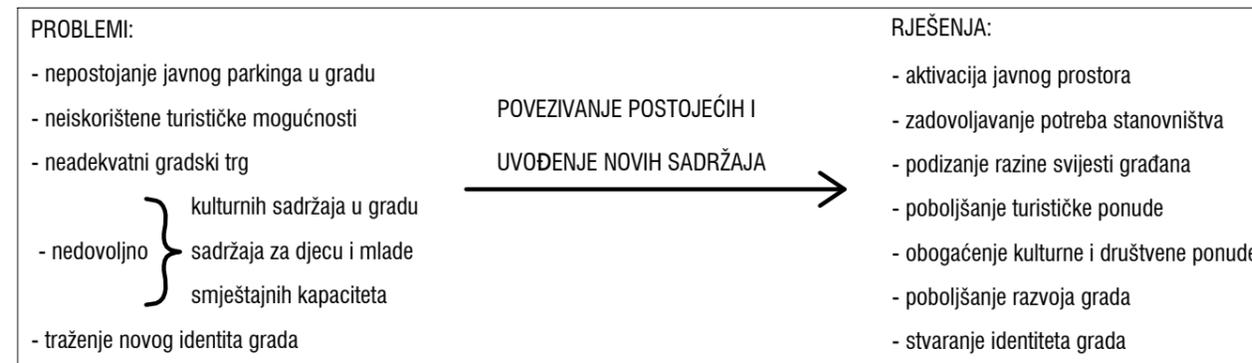 PROBLEMI:
- nepostojanje javnog parkinga u gradu
- neiskorištene turističke mogućnosti
- neadekvatni gradski trg
kulturnih sadržaja u gradu
- nedovoljno sadržaja za djecu i mlade
smještajnih kapaciteta
- traženje novog identita grada
POVEZIVANJE POSTOJEĆIH I
UVOĐENJE NOVIH SADRŽAJA
RJEŠENJA:
- aktivacija javnog prostora
- zadovoljavanje potreba stanovništva
- podizanje razine svijesti građana
- poboljšanje turističke ponude
- obogaćenje kulturne i društvene ponude
- poboljšanje razvoja grada
- stvaranje identiteta grada